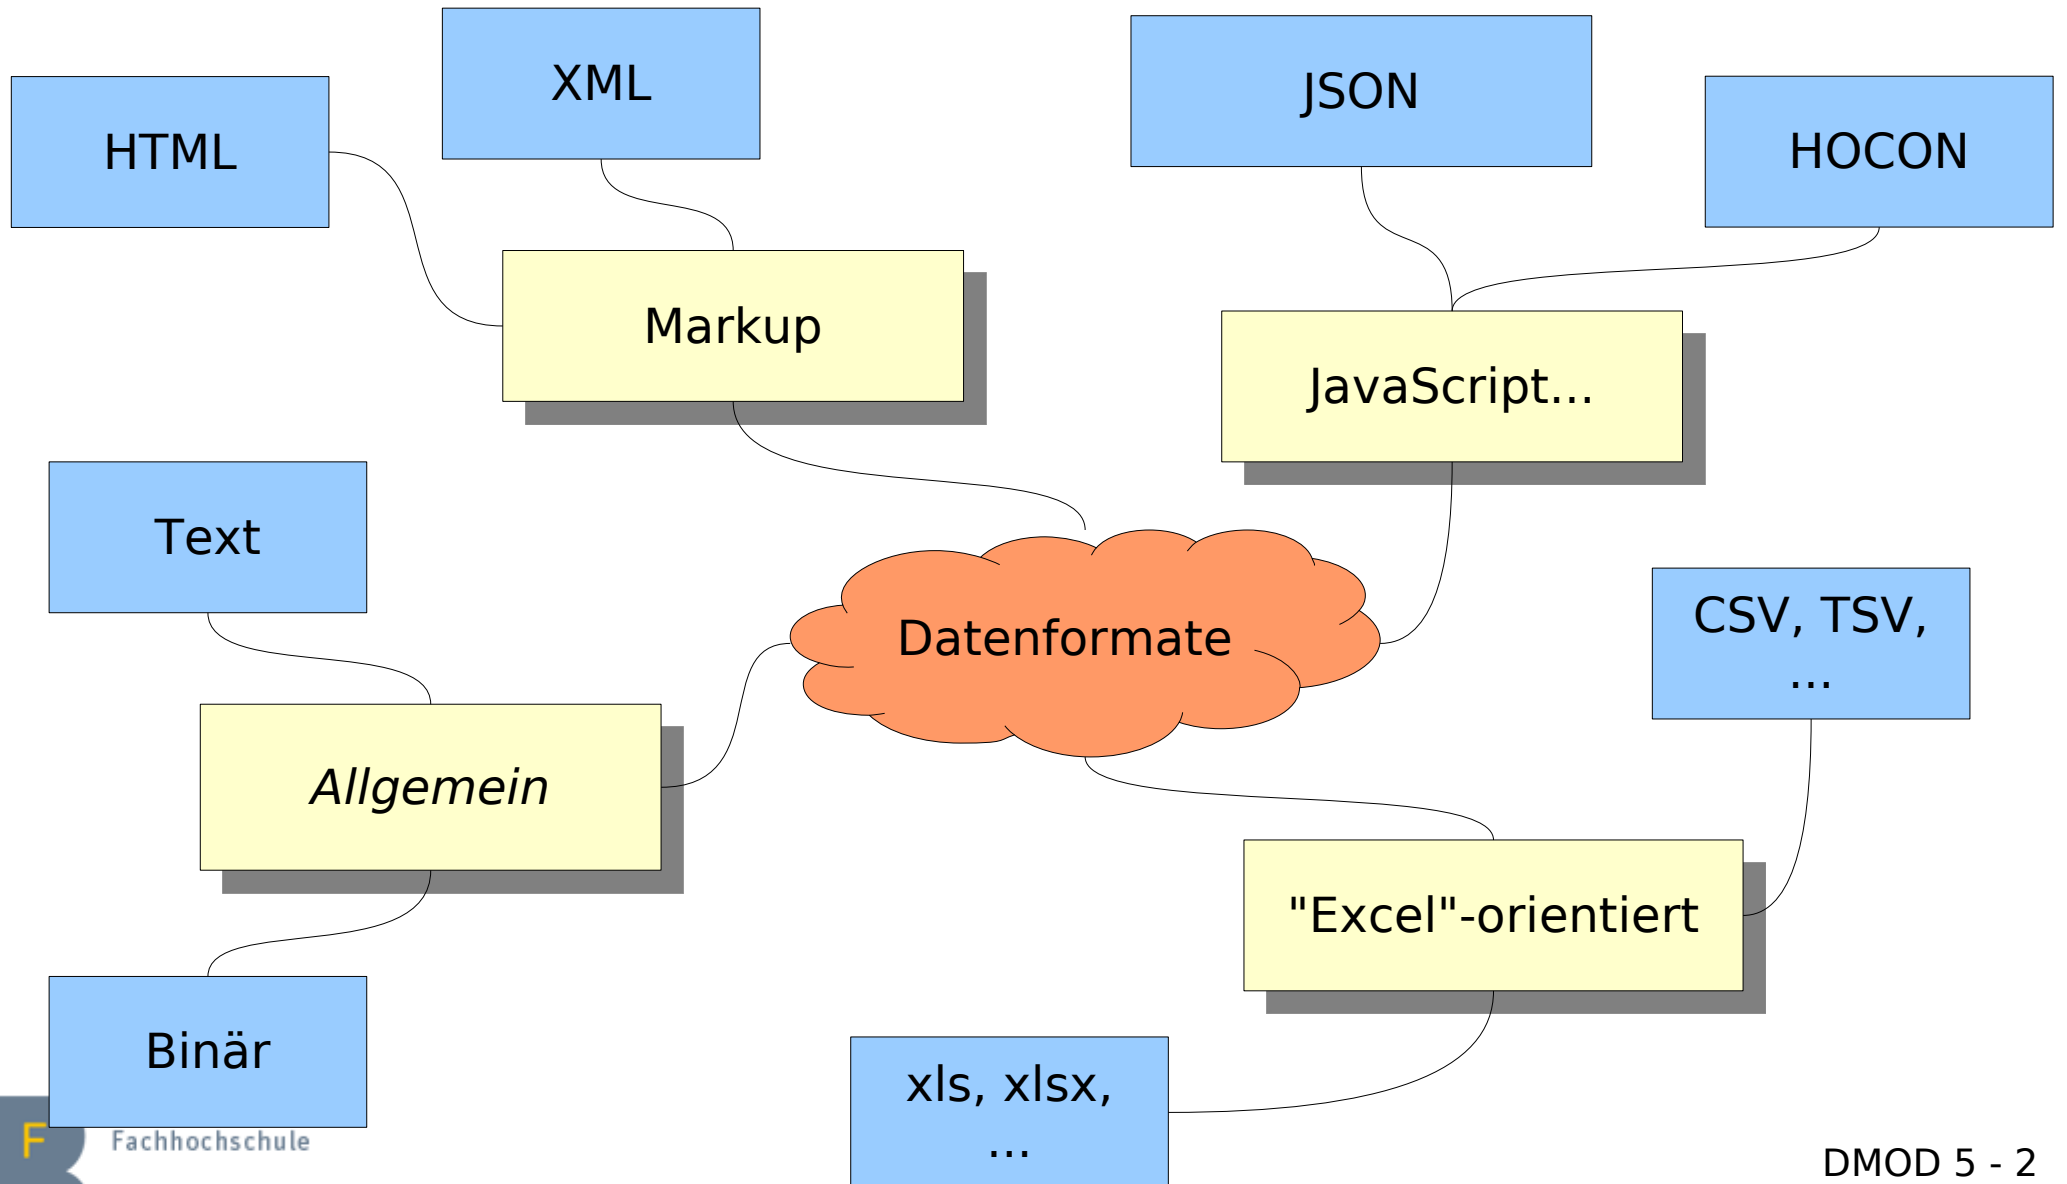 XML
JSON
HTML
HOCON
Markup
JavaScript...
Text
Datenformate
CSV, TSV,
...
Allgemein
"Excel"-orientiert
Binär
xls, xlsx,
...
F
Fachhochschule
DMOD 5 - 2